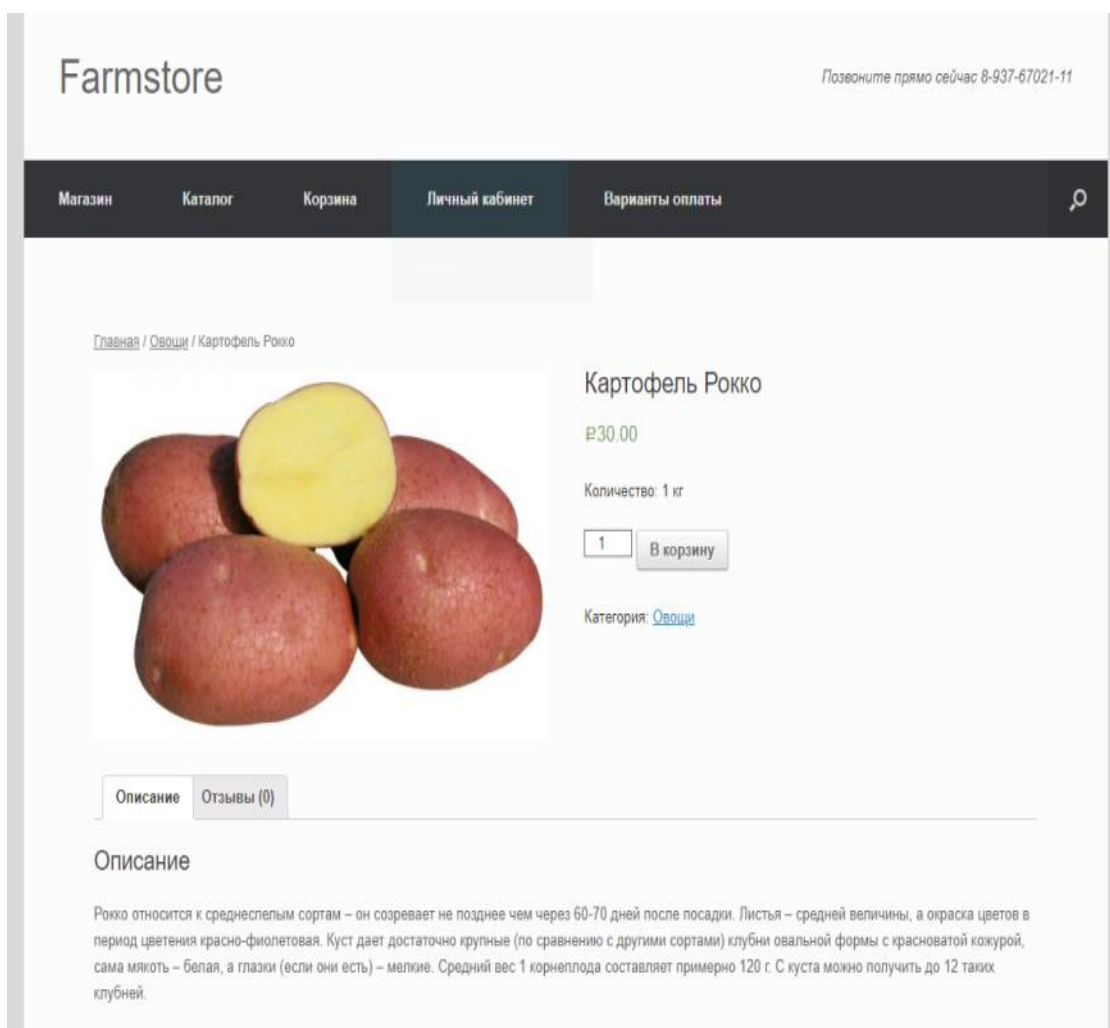 Farmstore
Позвоните прямо сейчас 8-937-67021-11
Магазин Каталог Корзина Личный кабинет Варианты оплаты
Главная / Овощи / Картофель Рокко
Картофель Рокко
₽30.00
Количество: 1 кг
1 В корзину
Категория: Овощи
Описание Отзывы (0)
Описание
Рокко относится к среднеспелым сортам – он созревает не позднее чем через 60-70 дней после посадки. Листья – средней величины, а окраска цветов в
период цветения красно-фиолетовая. Куст дает достаточно крупные (по сравнению с другими сортами) клубни овальной формы с красноватой кожурой,
сама мякоть – белая, а глазки (если они есть) – мелкие. Средний вес 1 корнеплода составляет примерно 120 г. С куста можно получить до 12 таких
клубней.